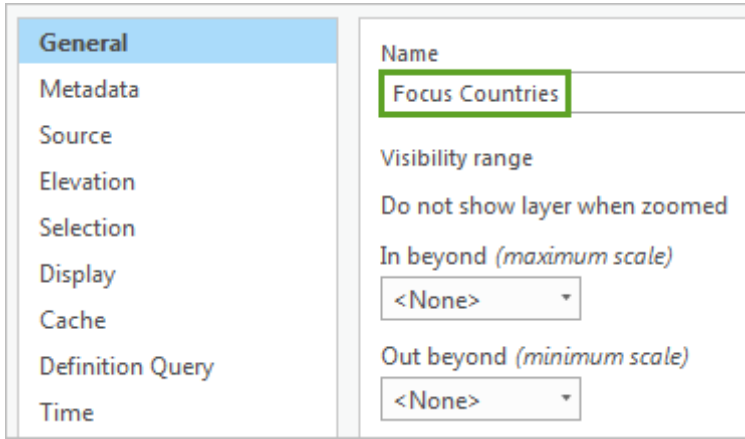 General
Metadata
Source
Elevation
Selection
Display
Cache
Definition Query
Time
Name
Focus Countries
Visibility range
Do not show layer when zoomed
In beyond (maximum scale)
<None>
Out beyond (minimum scale)
<None>